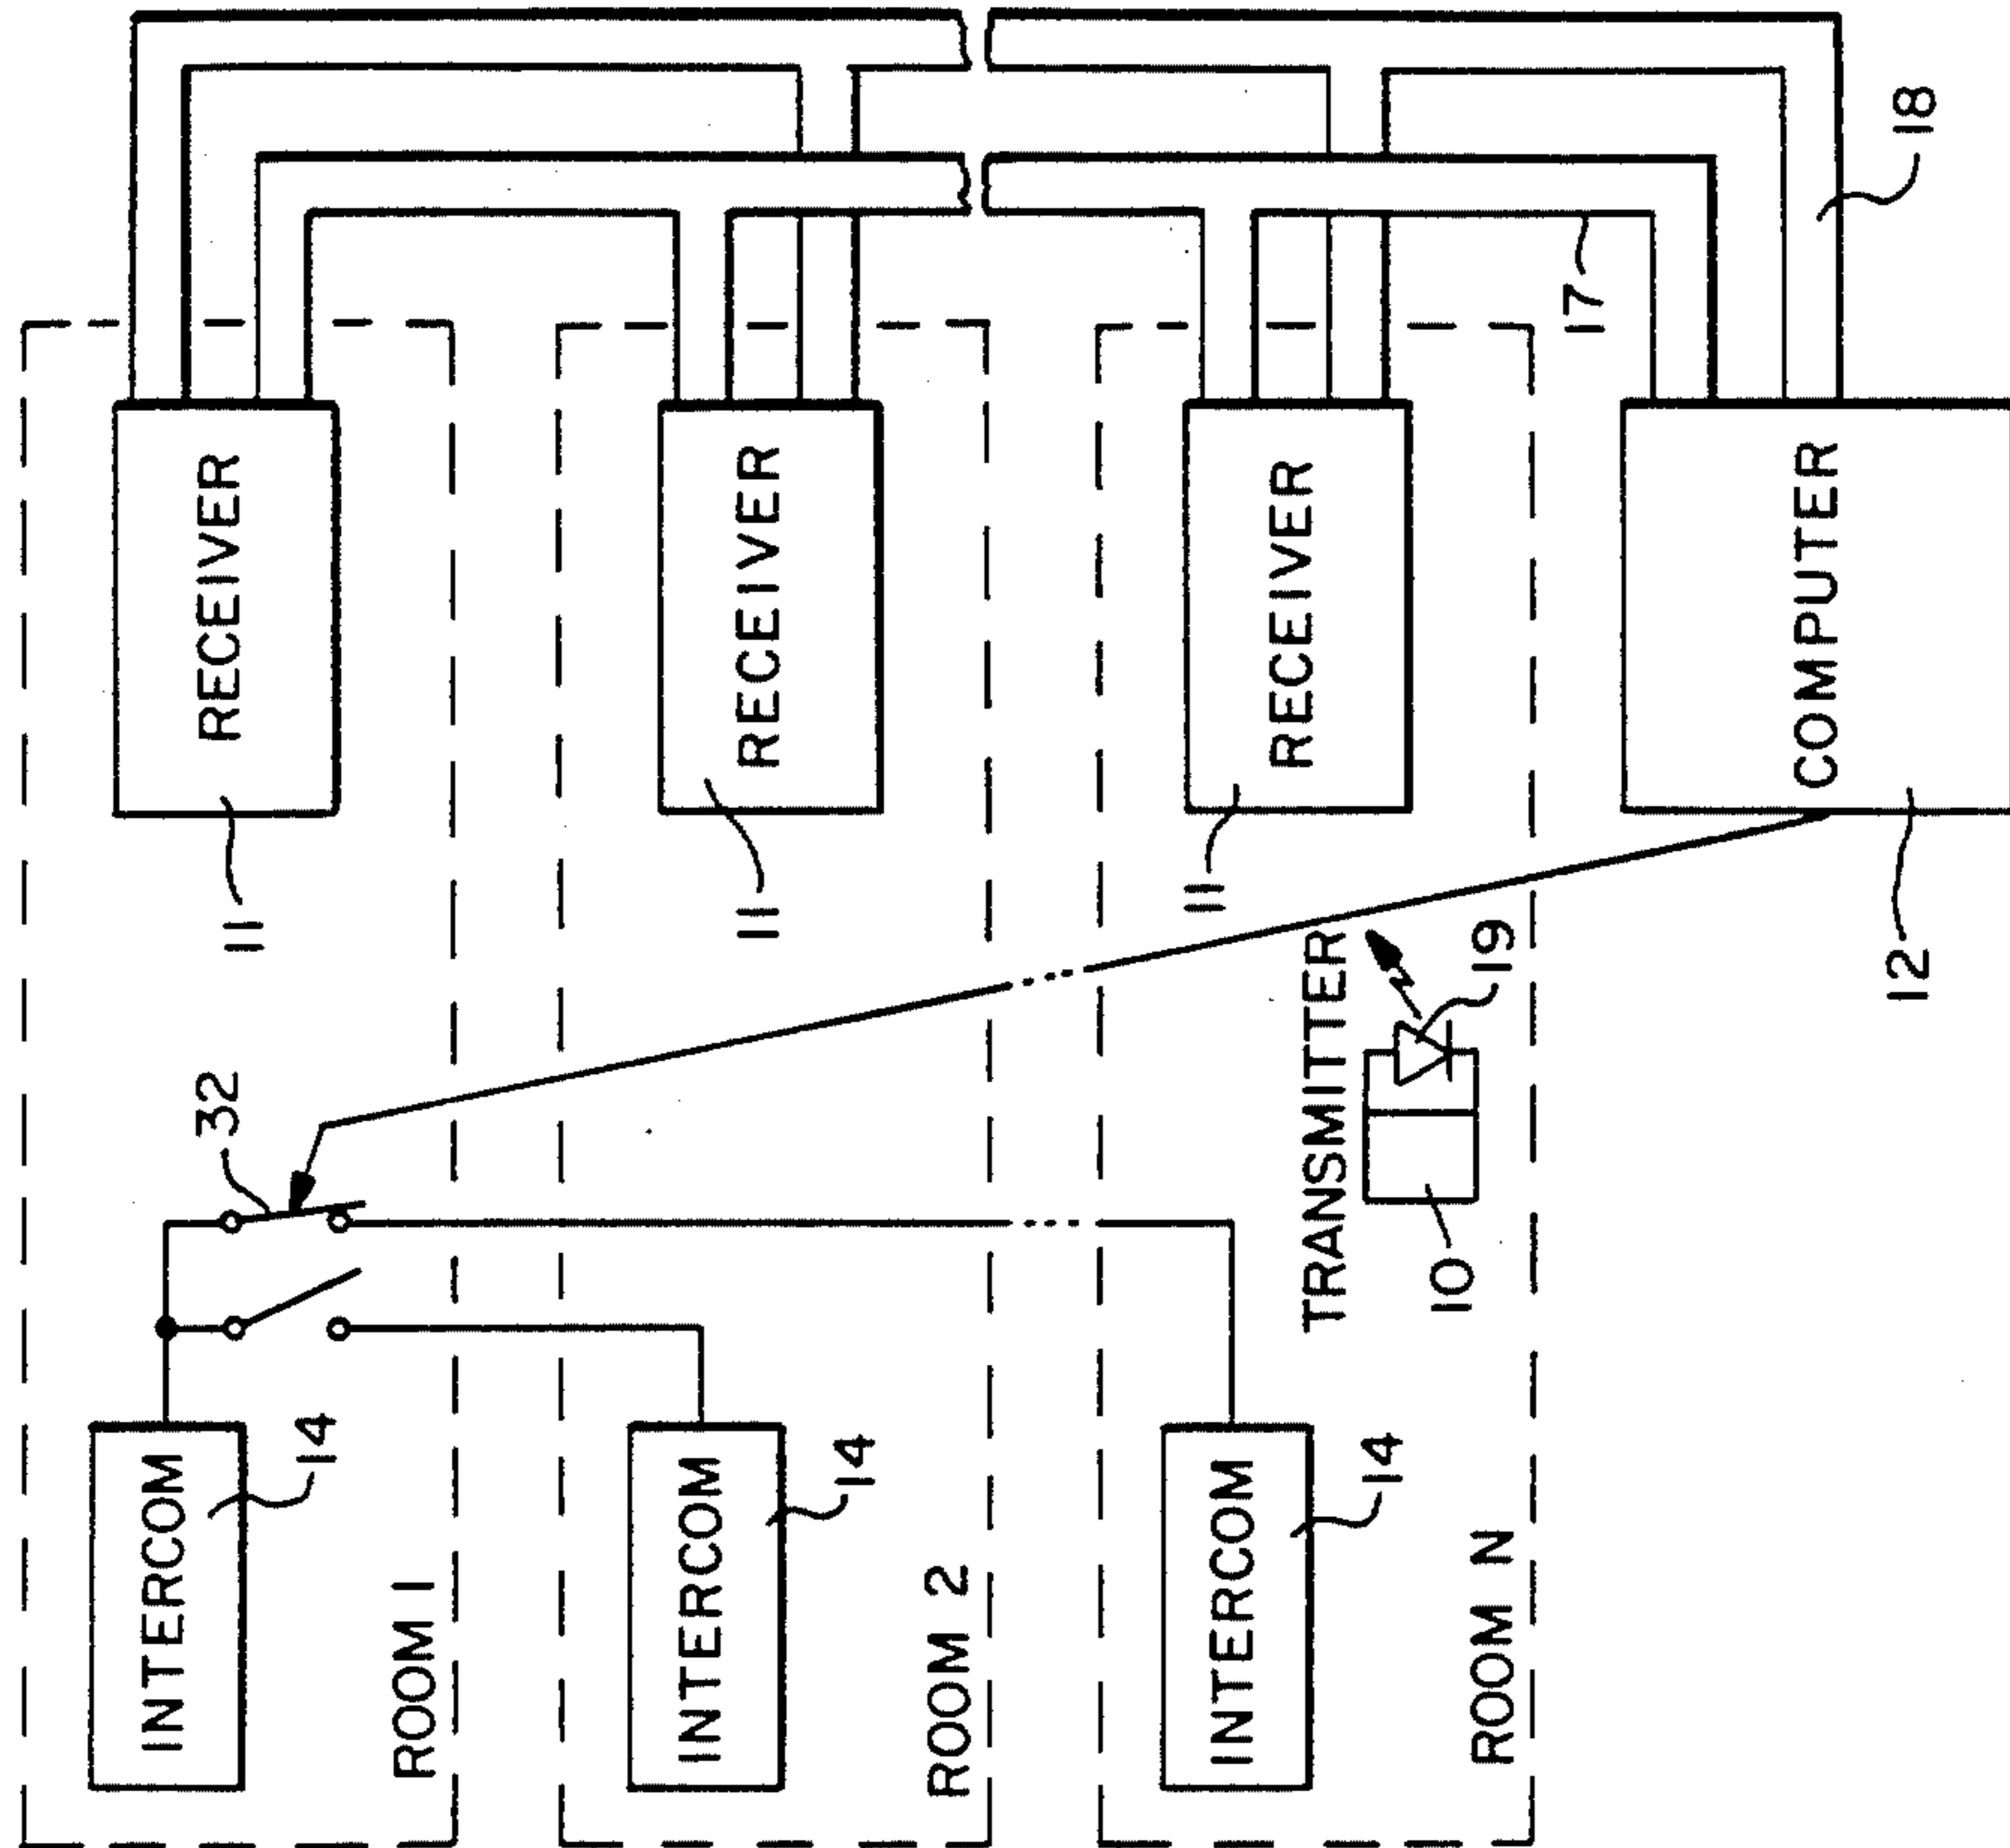 INTERCOM
14
32
11
RECEIVER
ROOM 1
INTERCOM
14
11
RECEIVER
ROOM 2
INTERCOM
14
TRANSMITTER
10
19
11
RECEIVER
ROOM N
17
12
COMPUTER
18